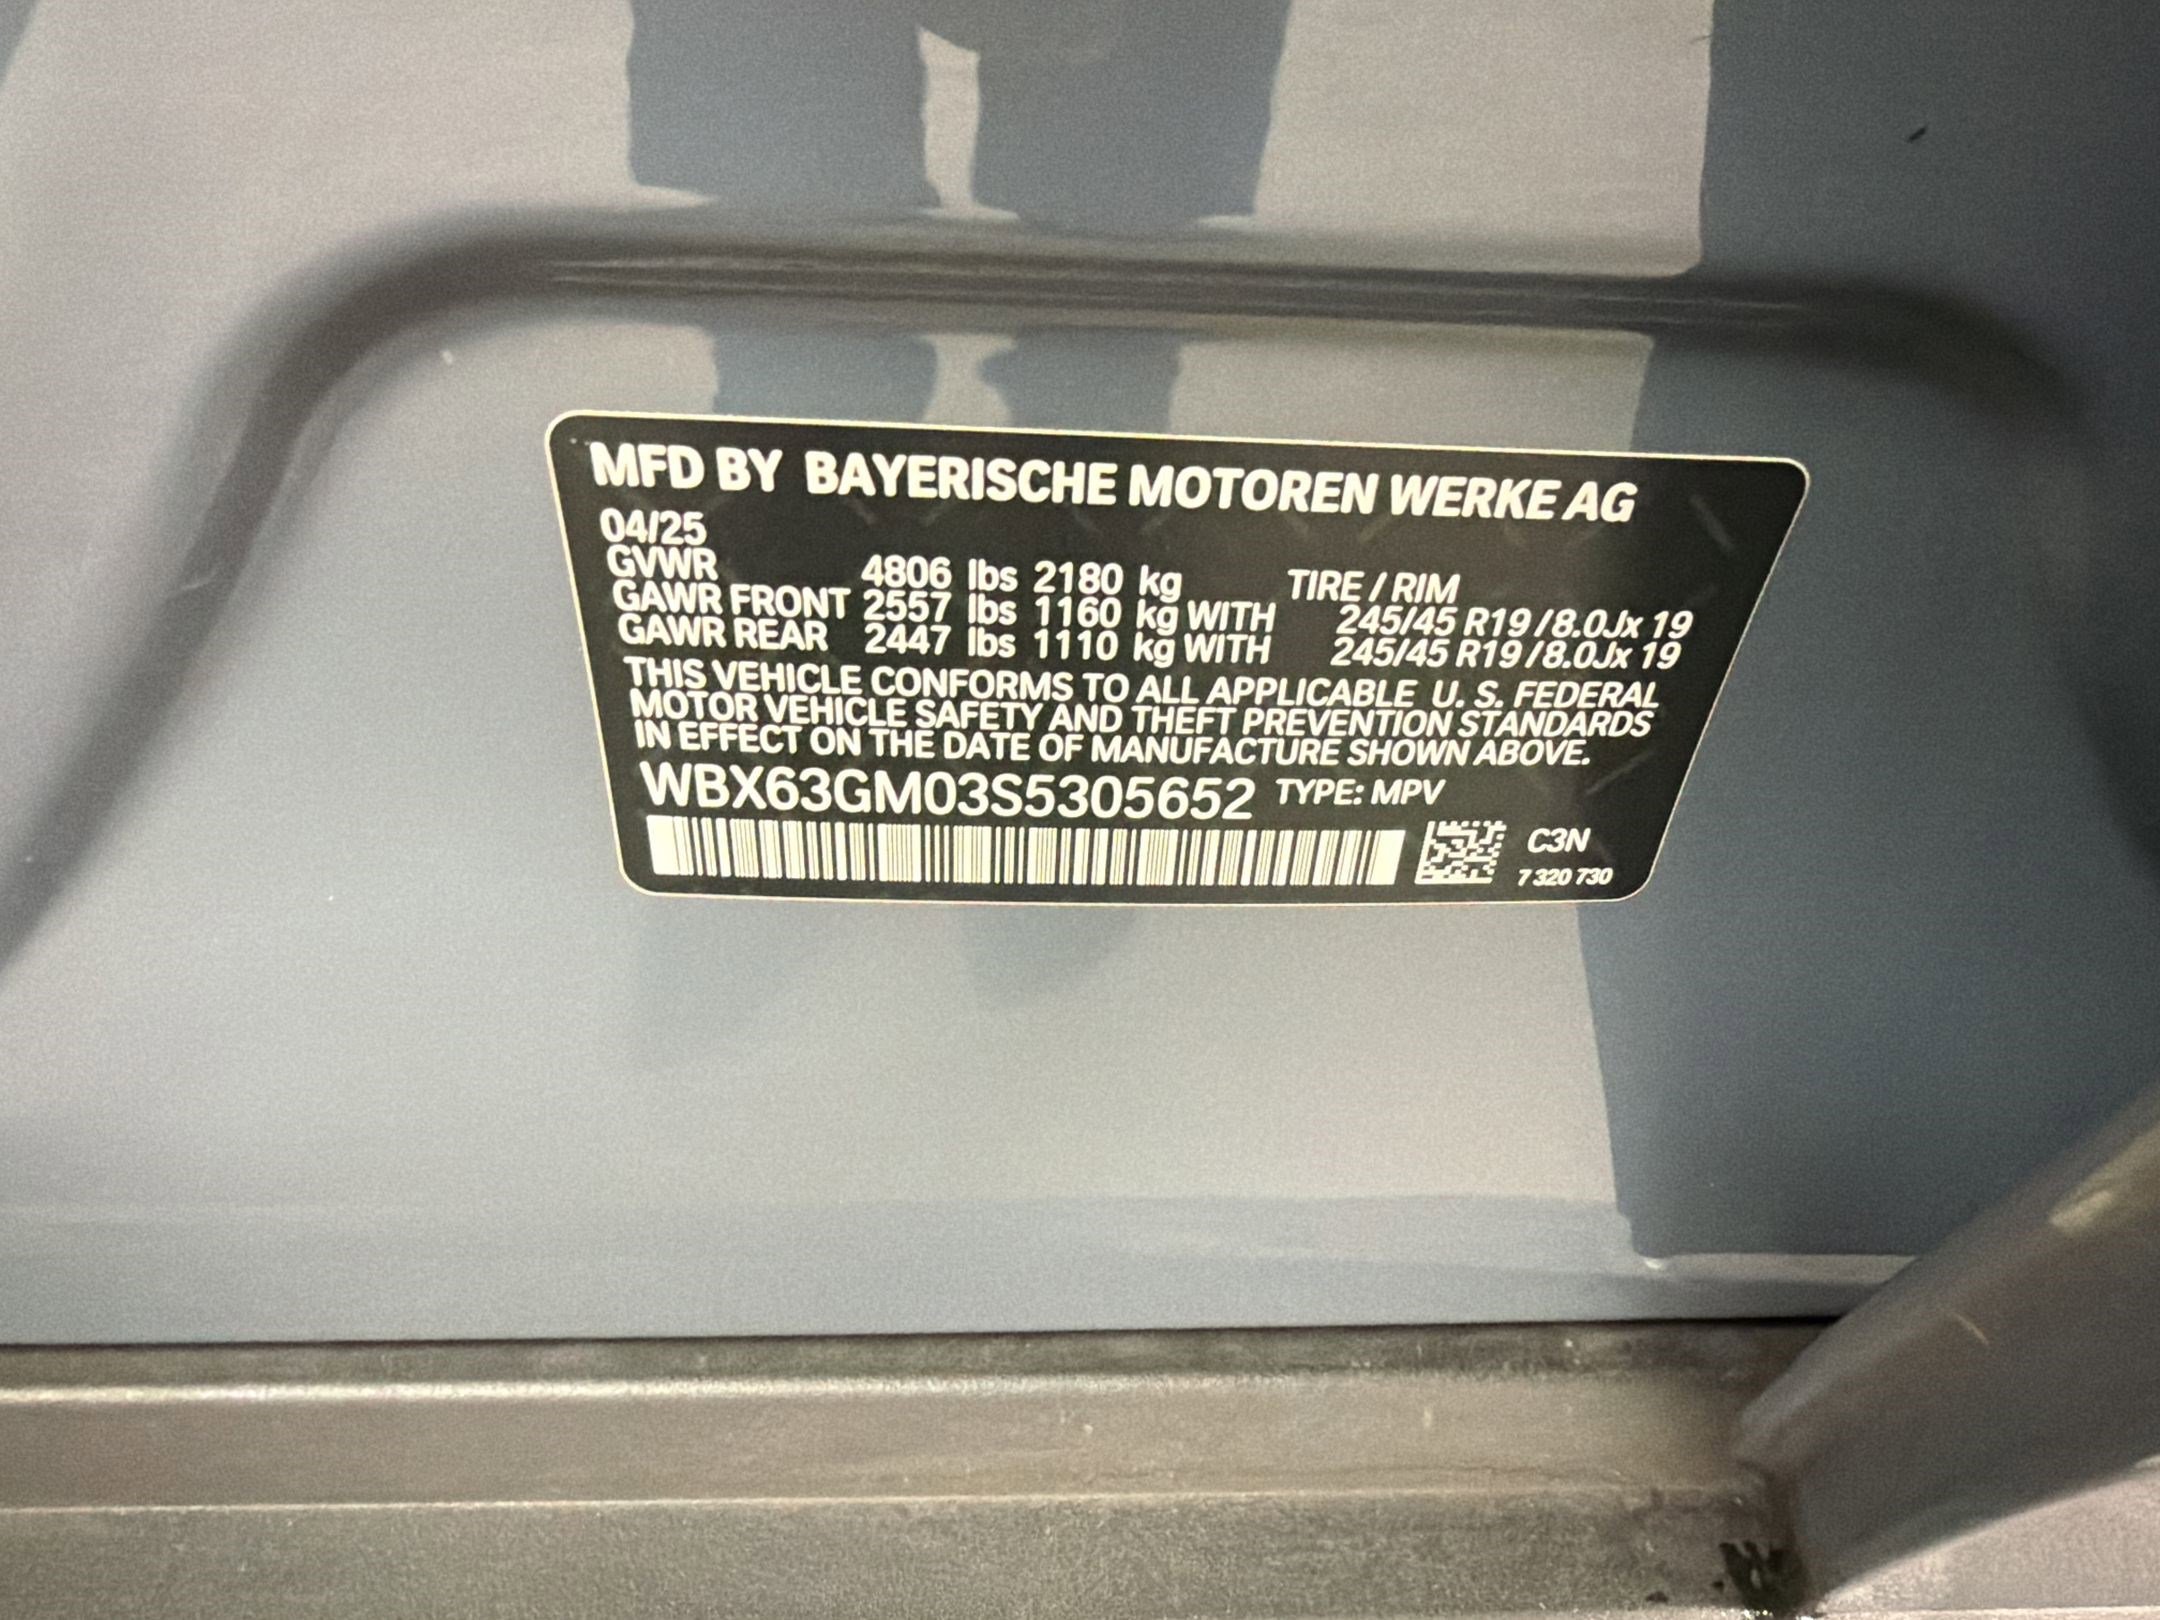 MFD BY BAYERISCHE MOTOREN WERKE AG
04/25
GVWR 4806 lbs 2180 kg TIRE / RIM
GAWR FRONT 2557 lbs 1160 kg WITH 245/45 R19 / 8.0Jx 19
GAWR REAR 2447 lbs 1110 kg WITH 245/45 R19 / 8.0Jx 19
THIS VEHICLE CONFORMS TO ALL APPLICABLE U. S. FEDERAL
MOTOR VEHICLE SAFETY AND THEFT PREVENTION STANDARDS
IN EFFECT ON THE DATE OF MANUFACTURE SHOWN ABOVE.
WBX63GM03S5305652 TYPE: MPV
C3N
7 320 730